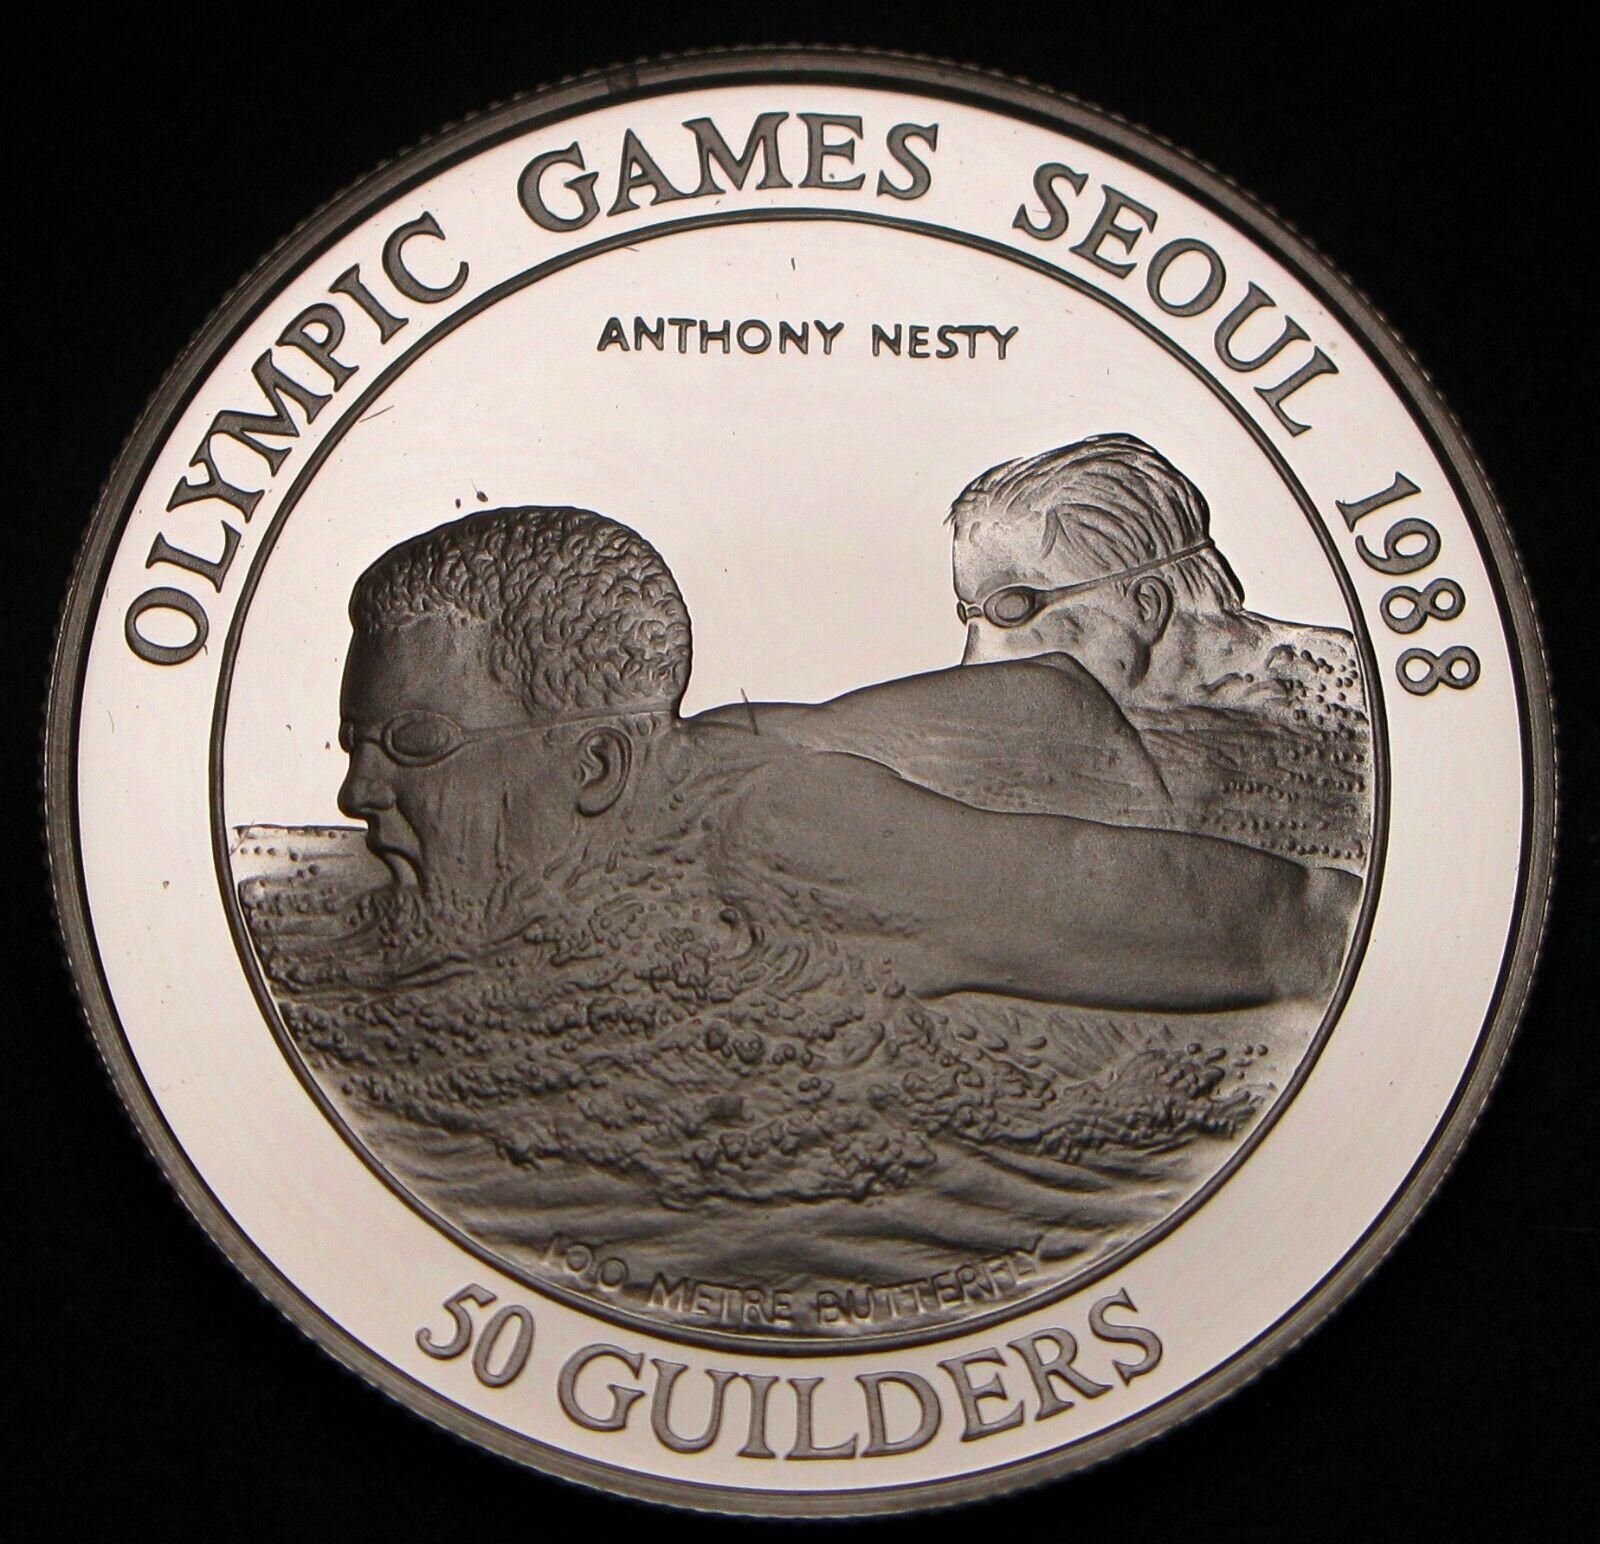 OLYMPIC GAMES SEOUL 1988
ANTHONY NESTY
100 METRE BUTTERFLY
50 GUILDERS